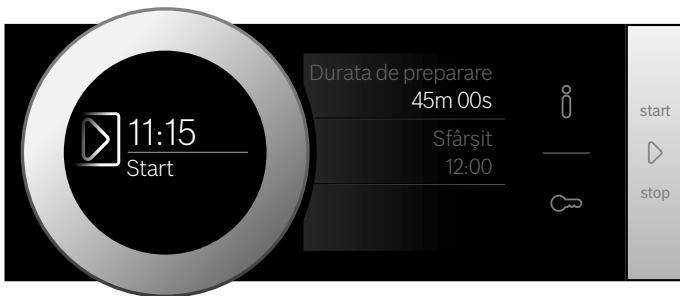 11:15
Start
Durata de preparare
45m 00s
Sfârşit
12:00
start
stop